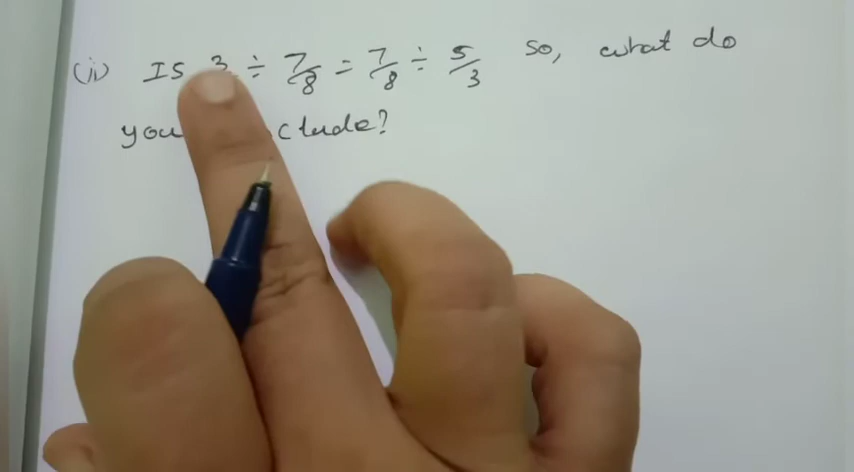 (ii) Is 3 ÷ 7/8 = 7/8 ÷ 5/3 so, what do
you clude?